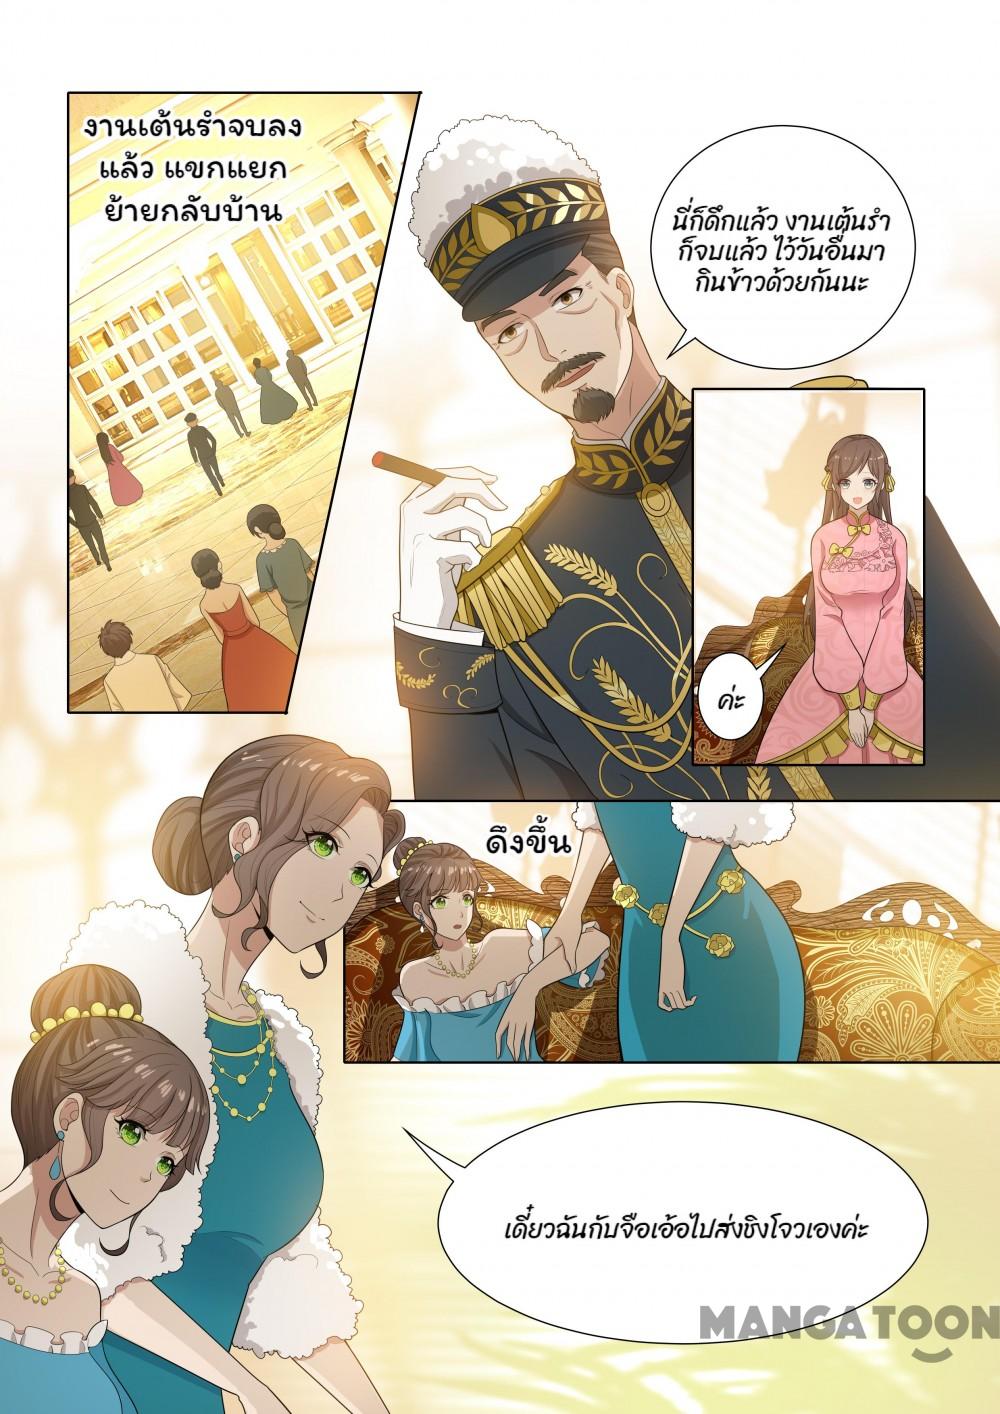 งานเต้นรำจบลง
แล้ว แขกแยก
ย้ายกลับบ้าน
นี่ก็ดึกแล้ว งานเต้นรำ
ก็จบแล้ว ไว้วันอื่นมา
กินข้าวด้วยกันนะ
ค่ะ
ดึงขึ้น
เดี๋ยวฉันกับจือเอ้อไปส่งชิงโจวเองค่ะ
MANGATOON